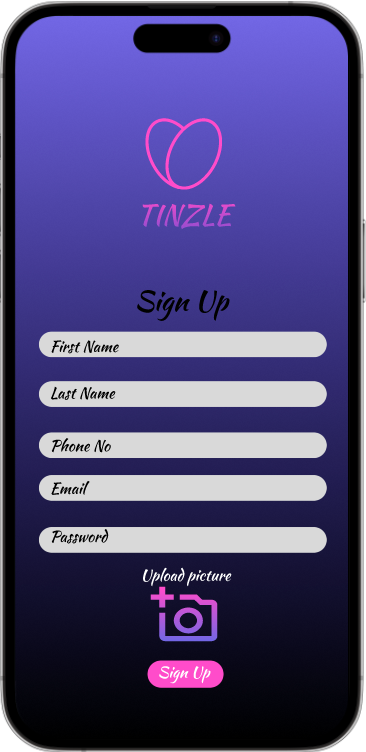 TINZLE
Sign Up
First Name
Last Name
Phone No
Email
Password
Upload picture
Sign Up